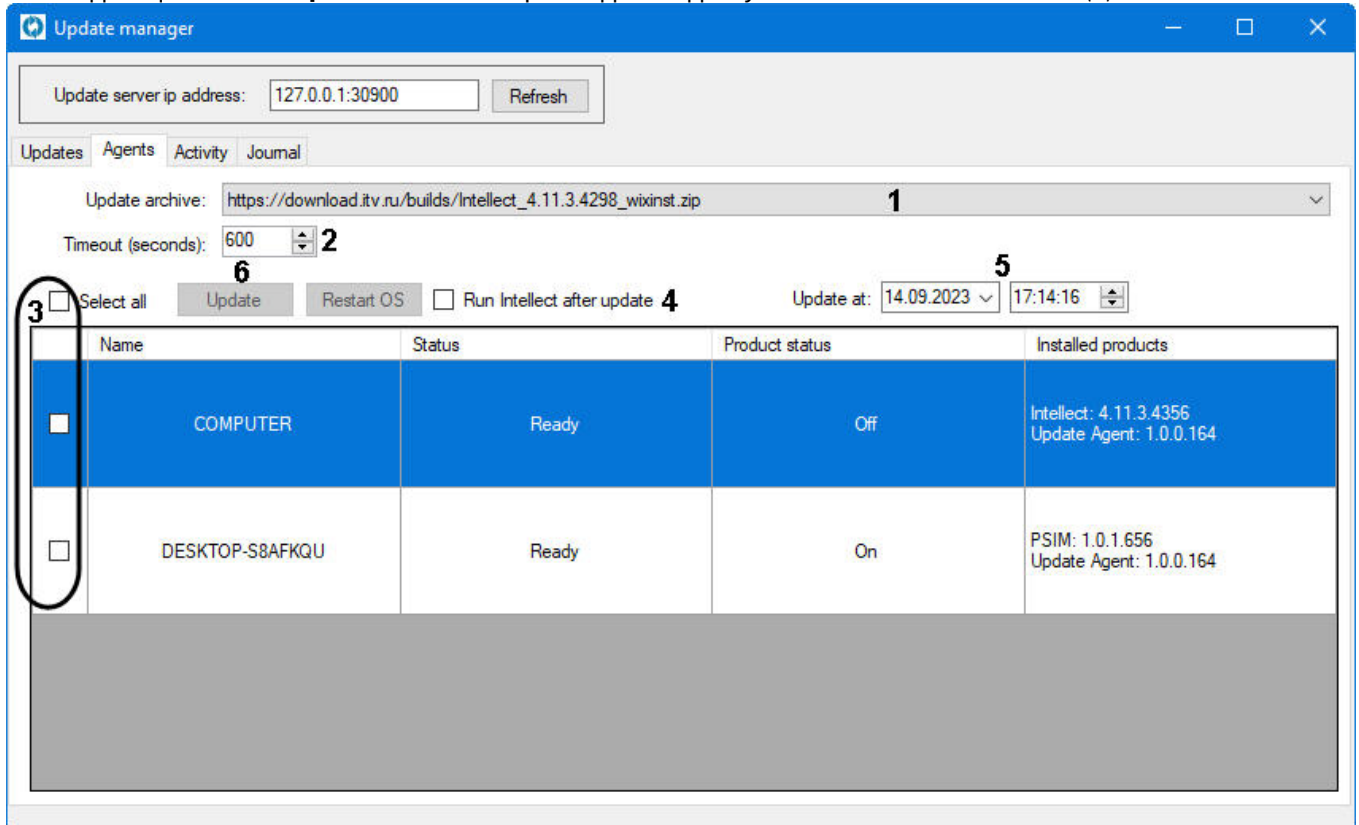 Update manager
Update server ip address: 127.0.0.1:30900 Refresh
Updates Agents Activity Journal
Update archive: https://download.itv.ru/builds/Intellect_4.11.3.4298_wixinst.zip 1
Timeout (seconds): 600 2
6 5
3 Select all Update Restart OS Run Intellect after update 4 Update at: 14.09.2023 17:14:16
Name Status Product status Installed products
COMPUTER Ready Off Intellect: 4.11.3.4356
Update Agent: 1.0.0.164
DESKTOP-S8AFKQU Ready On PSIM: 1.0.1.656
Update Agent: 1.0.0.164